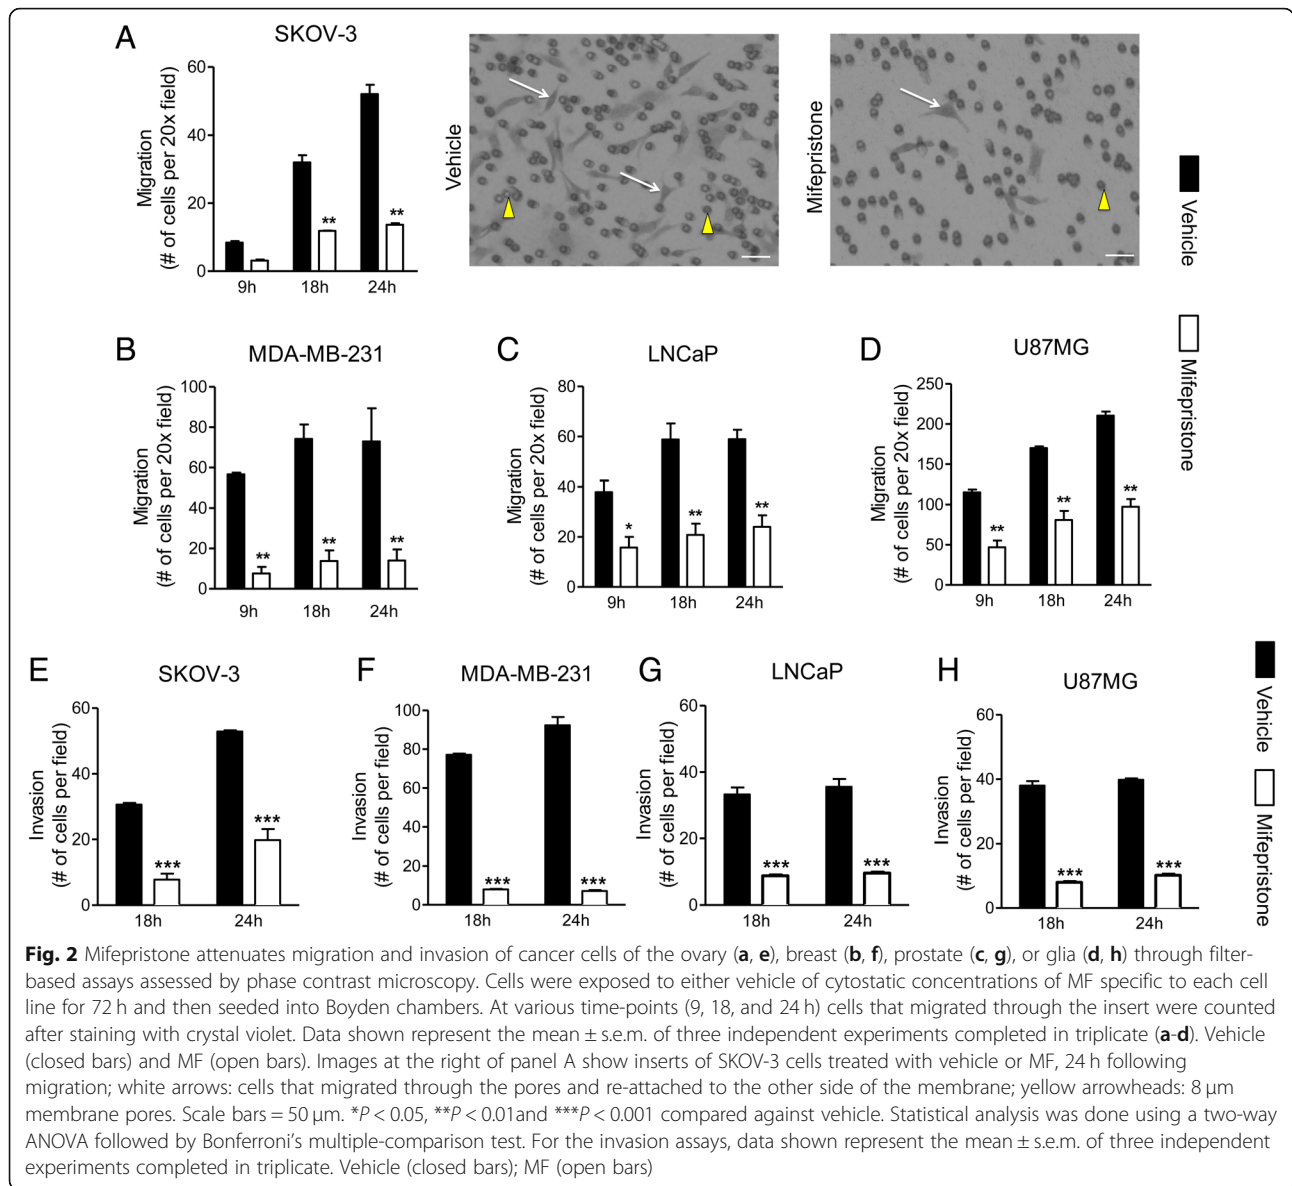 A
SKOV-3
Migration
(# of cells per 20x field)
60
40
20
0
**
**
9h
18h
24h
Vehicle
Mifepristone
Vehicle
Mifepristone
B
MDA-MB-231
Migration
(# of cells per 20x field)
100
80
60
40
20
0
**
**
**
9h
18h
24h
C
LNCaP
Migration
(# of cells per 20x field)
80
60
40
20
0
*
**
**
9h
18h
24h
D
U87MG
Migration
(# of cells per 20x field)
250
200
150
100
50
0
**
**
**
9h
18h
24h
E
SKOV-3
Invasion
(# of cells per field)
60
40
20
0
***
***
18h
24h
F
MDA-MB-231
Invasion
(# of cells per field)
100
80
60
40
20
0
***
***
18h
24h
G
LNCaP
Invasion
(# of cells per field)
60
40
20
0
***
***
18h
24h
H
U87MG
Invasion
(# of cells per field)
60
40
20
0
***
***
18h
24h
Vehicle
Mifepristone
Fig. 2 Mifepristone attenuates migration and invasion of cancer cells of the ovary (a, e), breast (b, f), prostate (c, g), or glia (d, h) through filter-
based assays assessed by phase contrast microscopy. Cells were exposed to either vehicle of cytostatic concentrations of MF specific to each cell
line for 72 h and then seeded into Boyden chambers. At various time-points (9, 18, and 24 h) cells that migrated through the insert were counted
after staining with crystal violet. Data shown represent the mean ± s.e.m. of three independent experiments completed in triplicate (a-d). Vehicle
(closed bars) and MF (open bars). Images at the right of panel A show inserts of SKOV-3 cells treated with vehicle or MF, 24 h following
migration; white arrows: cells that migrated through the pores and re-attached to the other side of the membrane; yellow arrowheads: 8 μm
membrane pores. Scale bars = 50 μm. *P < 0.05, **P < 0.01and ***P < 0.001 compared against vehicle. Statistical analysis was done using a two-way
ANOVA followed by Bonferroni's multiple-comparison test. For the invasion assays, data shown represent the mean ± s.e.m. of three independent
experiments completed in triplicate. Vehicle (closed bars); MF (open bars)